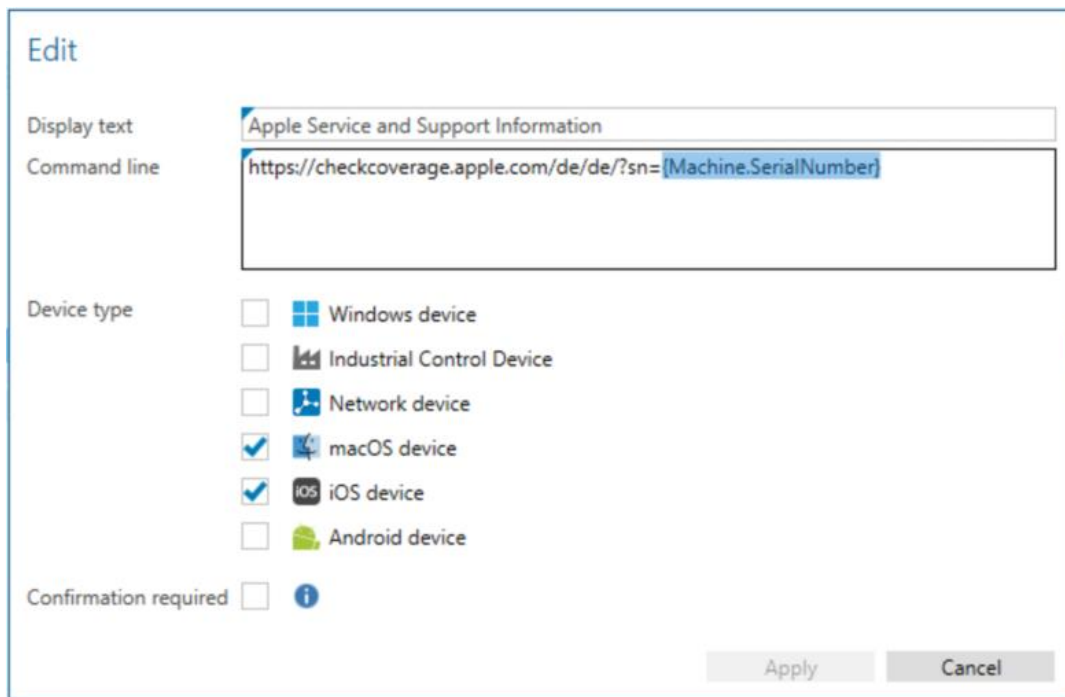 Edit
Display text Apple Service and Support Information
Command line https://checkcoverage.apple.com/de/de/?sn={Machine.SerialNumber}
Device type Windows device
Industrial Control Device
Network device
macOS device
iOS iOS device
Android device
Confirmation required i
Apply Cancel